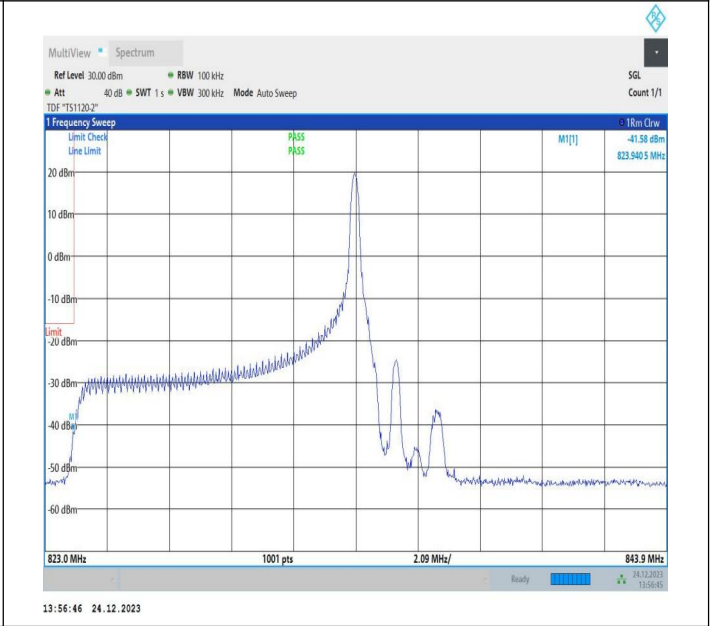 R&S
MultiView Spectrum
Ref Level 30.00 dBm RBW 100 kHz SGL
Att 40 dB SWT 1 s VBW 300 kHz Mode Auto Sweep Count 1/1
TDF "TS1120-2"
1 Frequency Sweep 1Rm Clrw
Limit Check PASS M1[1] -41.58 dBm
Line Limit PASS 823.940 5 MHz
20 dBm
10 dBm
0 dBm
-10 dBm
Limit
-20 dBm
-30 dBm
M1
-40 dBm
-50 dBm
-60 dBm
823.0 MHz 1001 pts 2.09 MHz/ 843.9 MHz
Ready 24.12.2023
13:56:45
13:56:46 24.12.2023